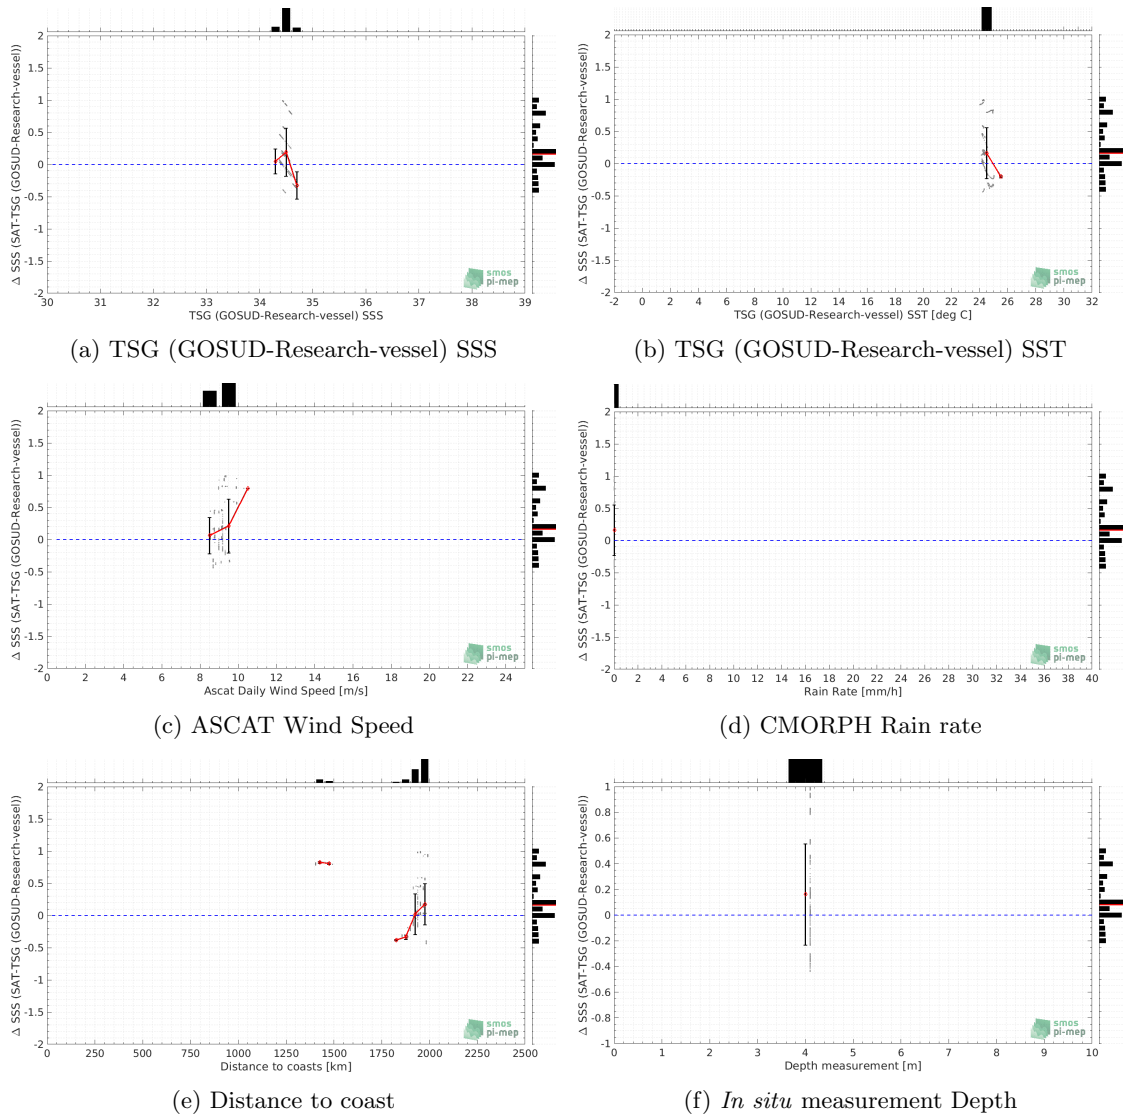 Δ SSS (SAT-TSG (GOSUD-Research-vessel))
2
1.5
1
0.5
0
-0.5
-1
-1.5
-2
30 31 32 33 34 35 36 37 38 39
TSG (GOSUD-Research-vessel) SSS
smos
pi-mep
(a) TSG (GOSUD-Research-vessel) SSS
Δ SSS (SAT-TSG (GOSUD-Research-vessel))
2
1.5
1
0.5
0
-0.5
-1
-1.5
-2
-2 0 2 4 6 8 10 12 14 16 18 20 22 24 26 28 30 32
TSG (GOSUD-Research-vessel) SST [deg C]
smos
pi-mep
(b) TSG (GOSUD-Research-vessel) SST
Δ SSS (SAT-TSG (GOSUD-Research-vessel))
2
1.5
1
0.5
0
-0.5
-1
-1.5
-2
0 2 4 6 8 10 12 14 16 18 20 22 24
Ascat Daily Wind Speed [m/s]
smos
pi-mep
(c) ASCAT Wind Speed
Δ SSS (SAT-TSG (GOSUD-Research-vessel))
2
1.5
1
0.5
0
-0.5
-1
-1.5
-2
0 2 4 6 8 10 12 14 16 18 20 22 24 26 28 30 32 34 36 38 40
Rain Rate [mm/h]
smos
pi-mep
(d) CMORPH Rain rate
Δ SSS (SAT-TSG (GOSUD-Research-vessel))
2
1.5
1
0.5
0
-0.5
-1
-1.5
-2
0 250 500 750 1000 1250 1500 1750 2000 2250 2500
Distance to coasts [km]
smos
pi-mep
(e) Distance to coast
Δ SSS (SAT-TSG (GOSUD-Research-vessel))
1
0.8
0.6
0.4
0.2
0
-0.2
-0.4
-0.6
-0.8
-1
0 1 2 3 4 5 6 7 8 9 10
Depth measurement [m]
smos
pi-mep
(f) In situ measurement Depth